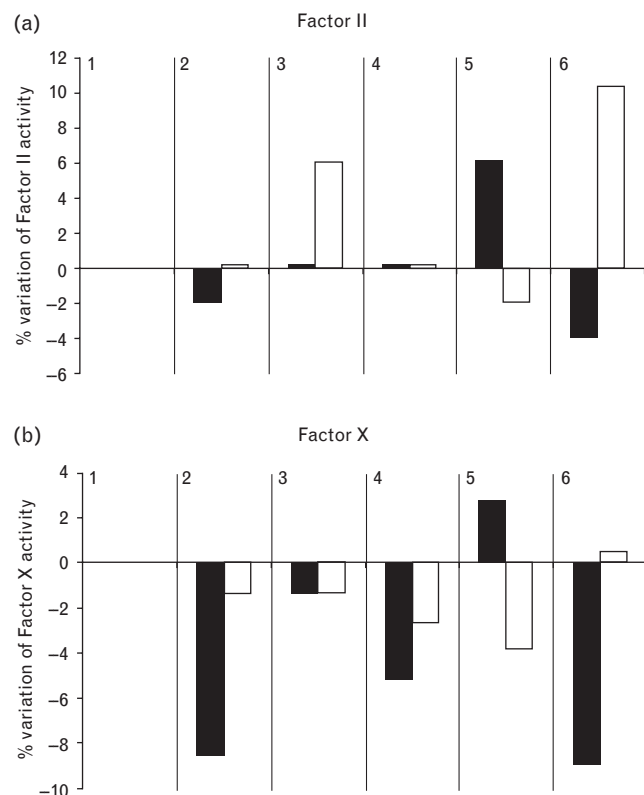 (a)
Factor II
% variation of Factor II activity
12
10
8
6
4
2
0
−2
−4
−6
1 2 3 4 5 6
(b)
Factor X
% variation of Factor X activity
4
2
0
−2
−4
−6
−8
−10
1 2 3 4 5 6